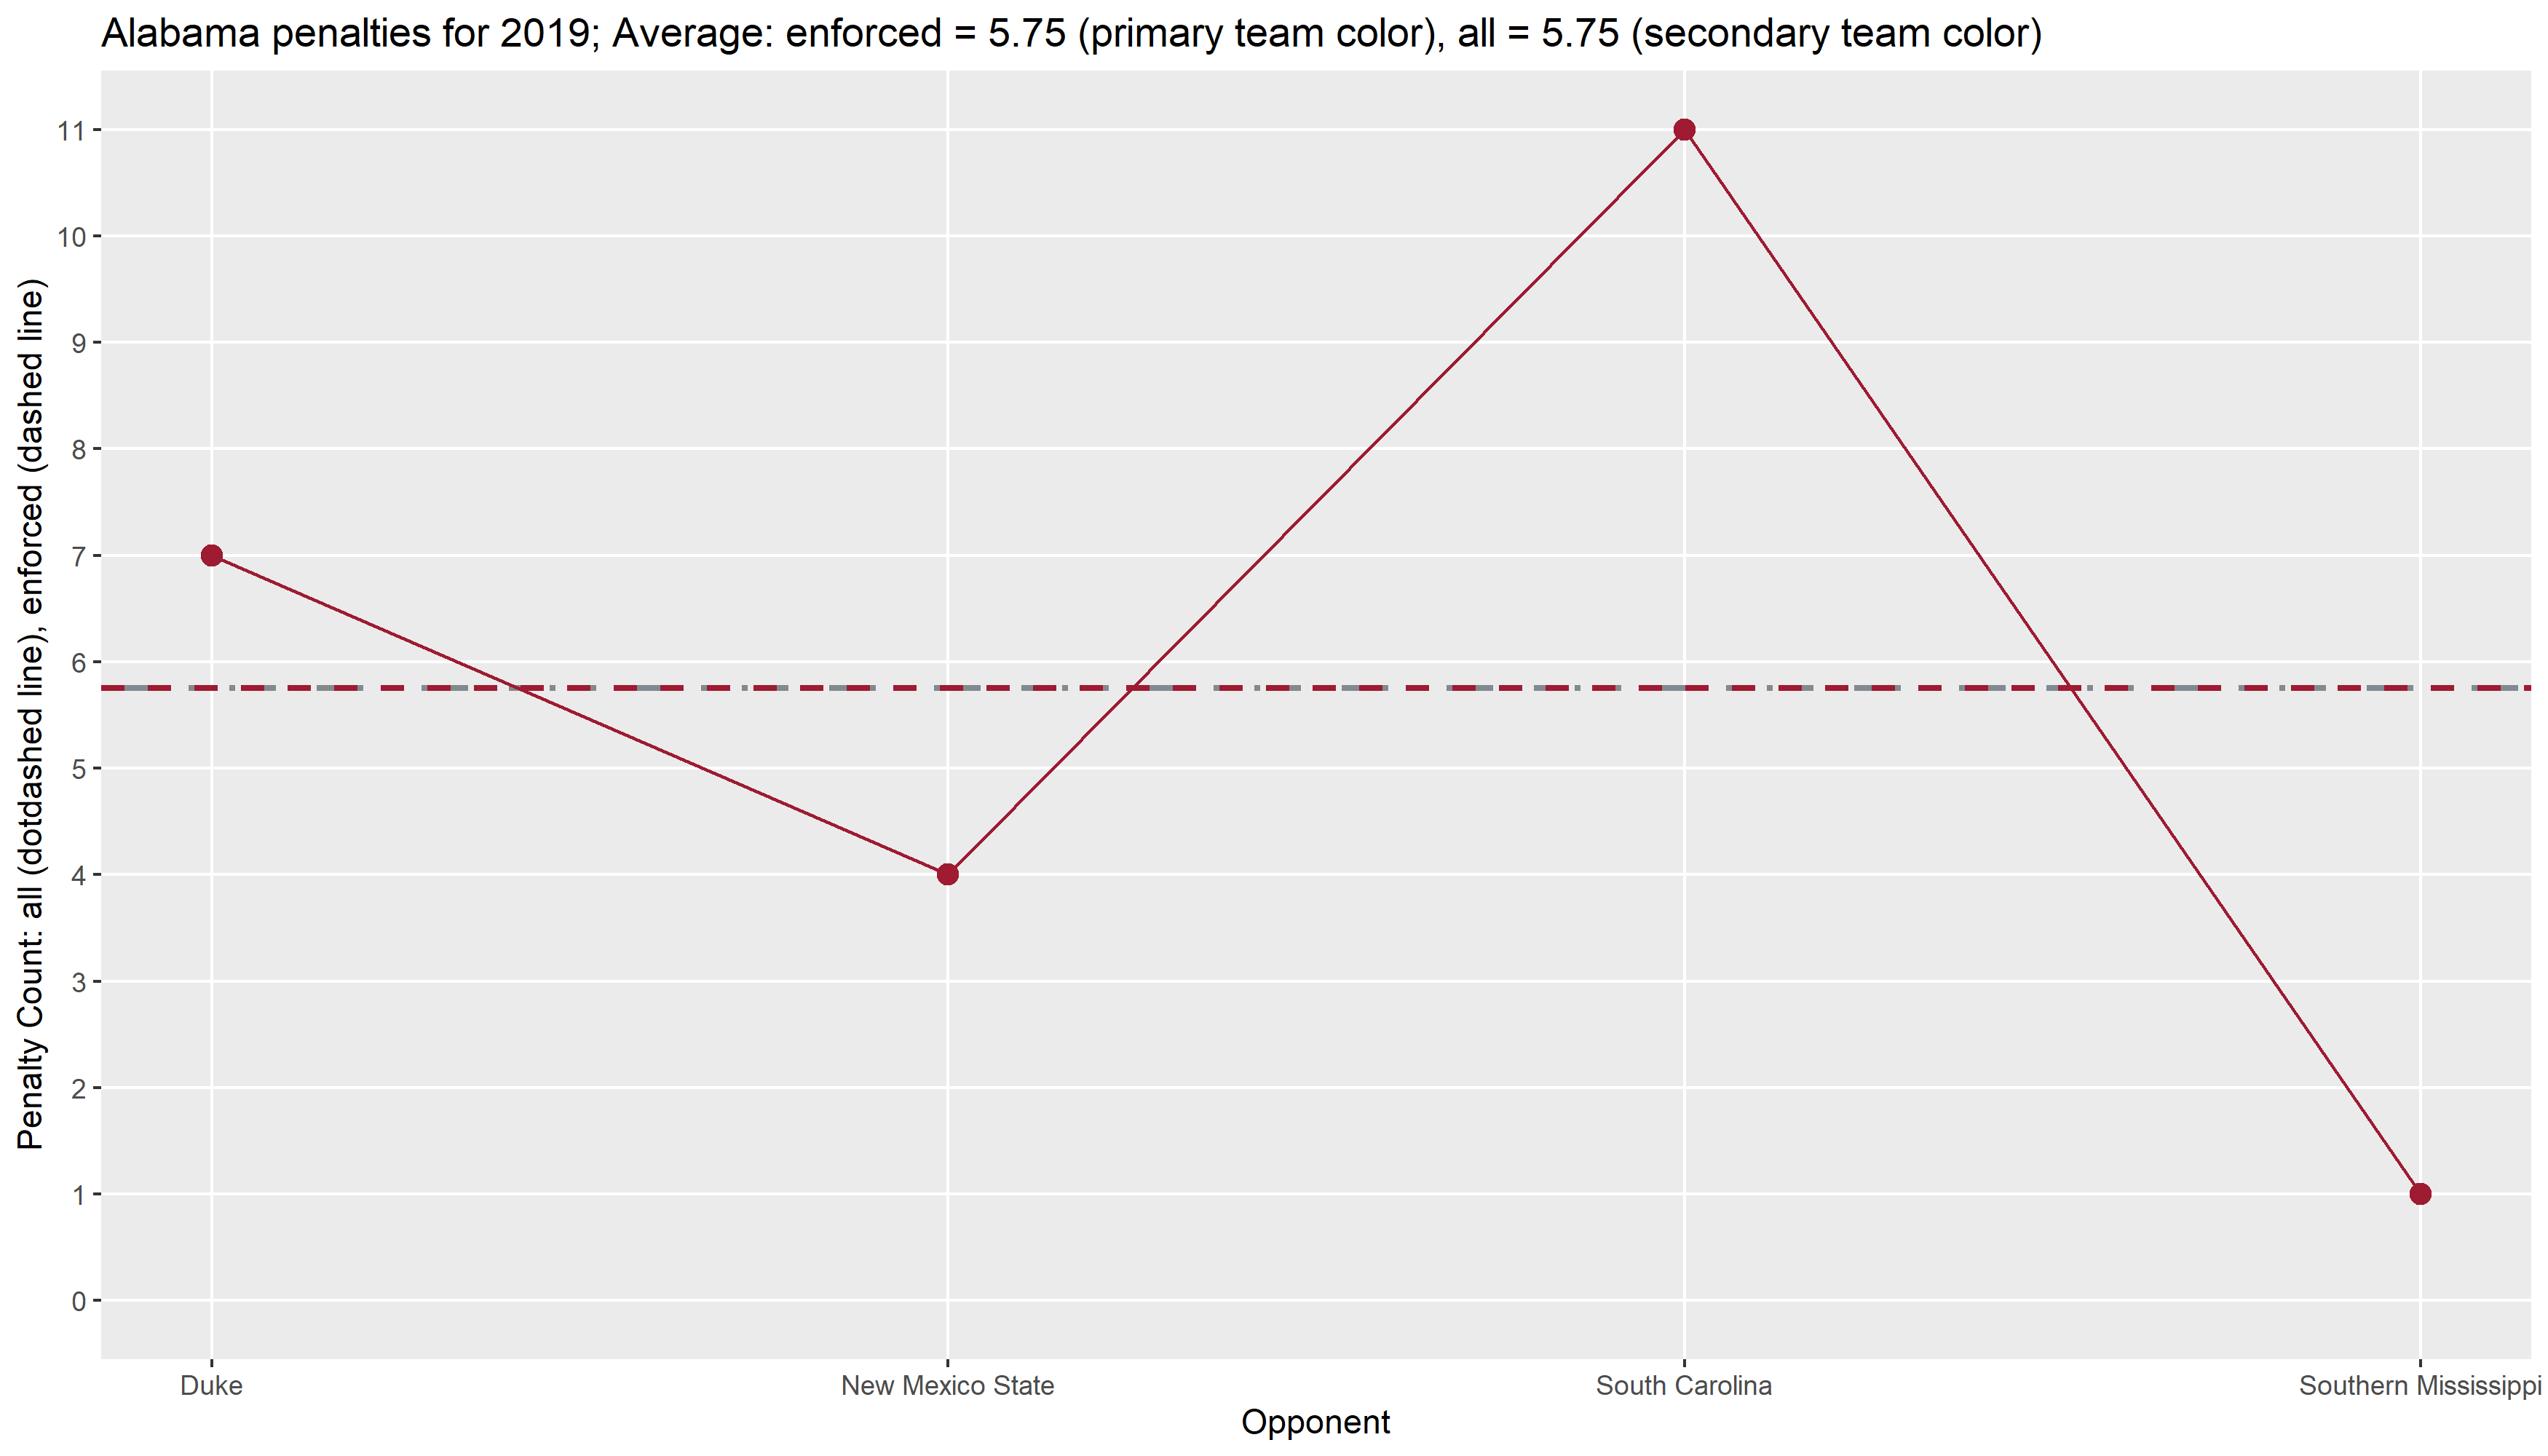 Alabama penalties for 2019; Average: enforced = 5.75 (primary team color), all = 5.75 (secondary team color)
Penalty Count: all (dotdashed line), enforced (dashed line)
11
10
9
8
7
6
5
4
3
2
1
0
Duke
New Mexico State
South Carolina
Southern Mississippi
Opponent